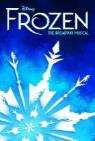 Disney
FROZEN
THE BROADWAY MUSICAL